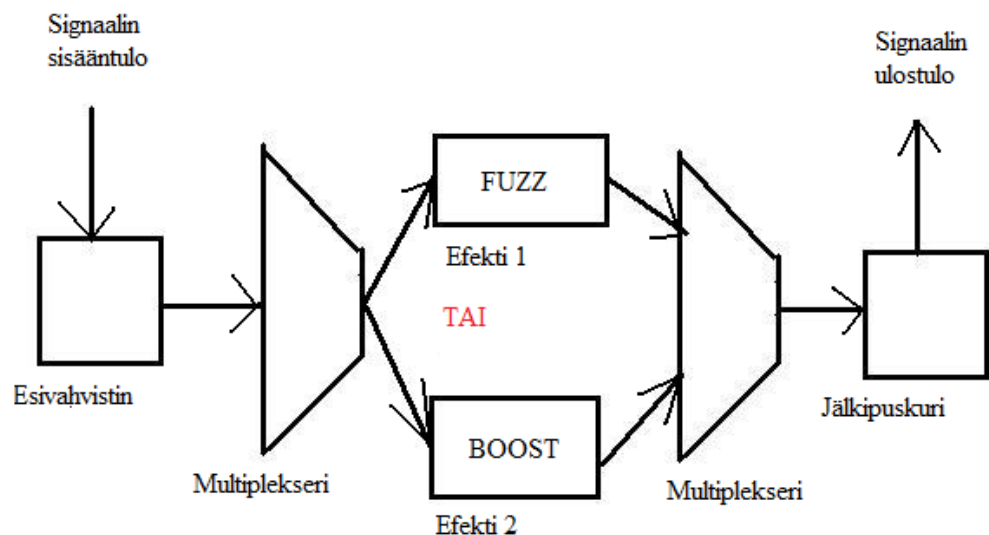 Signaalin
sisääntulo
Signaalin
ulostulo
FUZZ
Efekti 1
TAI
Esivahvistin
Jälkipuskuri
BOOST
Multiplekseri
Multiplekseri
Efekti 2